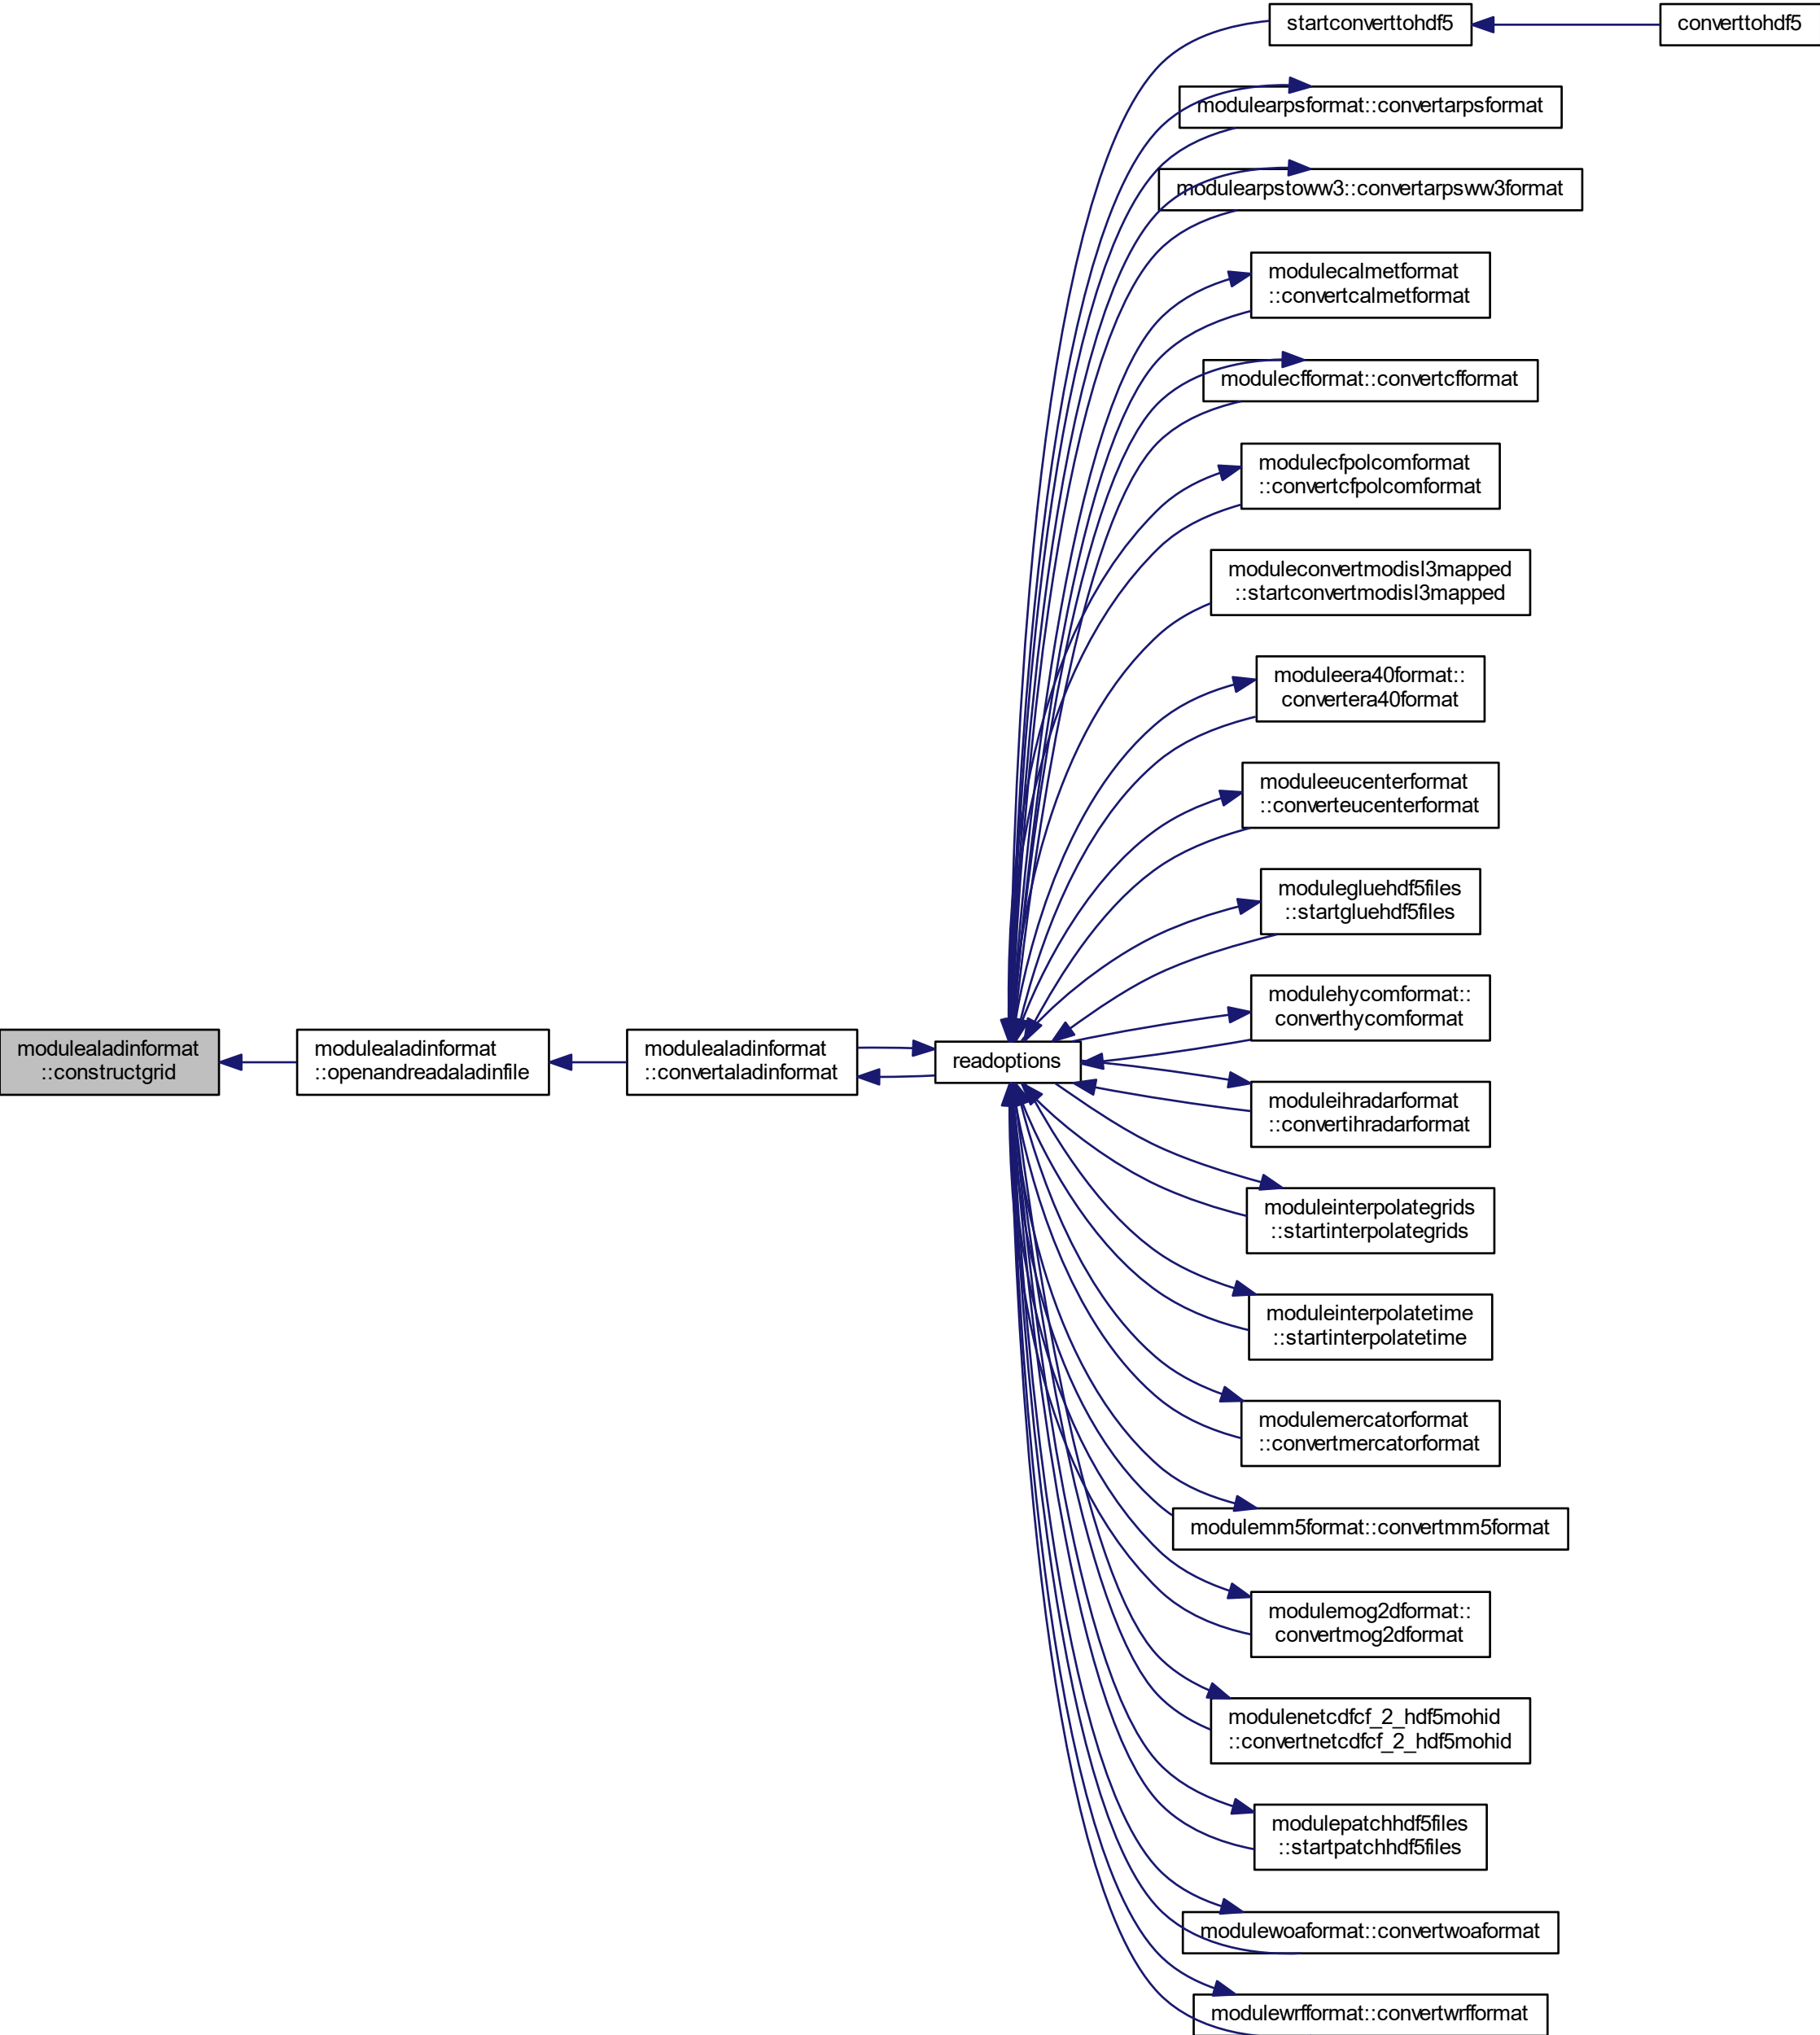 startconverttohdf5
converttohdf5
modulearpsformat::convertarpsformat
modulearpstoww3::convertarpsww3format
modulecalmetformat
::convertcalmetformat
modulecfformat::convertcfformat
modulecfpolcomformat
::convertcfpolcomformat
moduleconvertmodisl3mapped
::startconvertmodisl3mapped
moduleera40format::
convertera40format
moduleeucenterformat
::converteucenterformat
modulegluehdf5files
::startgluehdf5files
modulehycomformat::
converthycomformat
modulealadinformat
::constructgrid
modulealadinformat
::openandreadaladinfile
modulealadinformat
::convertaladinformat
readoptions
moduleihradarformat
::convertihradarformat
moduleinterpolategrids
::startinterpolategrids
moduleinterpolatetime
::startinterpolatetime
modulemercatorformat
::convertmercatorformat
modulemm5format::convertmm5format
modulemog2dformat::
convertmog2dformat
modulenetcdfcf_2_hdf5mohid
::convertnetcdfcf_2_hdf5mohid
modulepatchhdf5files
::startpatchhdf5files
modulewoaformat::convertwoaformat
modulewrfformat::convertwrfformat